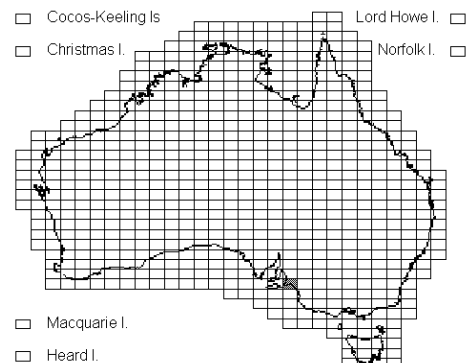 Cocos-Keeling Is
Lord Howe I.
Christmas I.
Norfolk I.
Macquarie I.
Heard I.